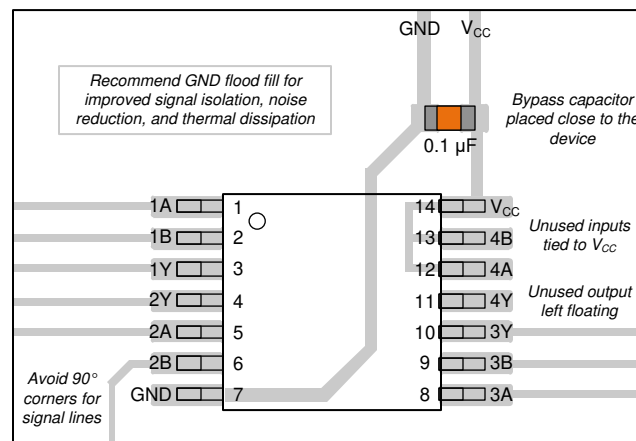 GND VCC
Recommend GND flood fill for
improved signal isolation, noise
reduction, and thermal dissipation
Bypass capacitor
placed close to the
device
0.1 µF
1A 1 14 VCC
1B 2 13 4B
1Y 3 12 4A
2Y 4 11 4Y
2A 5 10 3Y
2B 6 9 3B
GND 7 8 3A
Unused inputs
tied to VCC
Unused output
left floating
Avoid 90°
corners for
signal lines